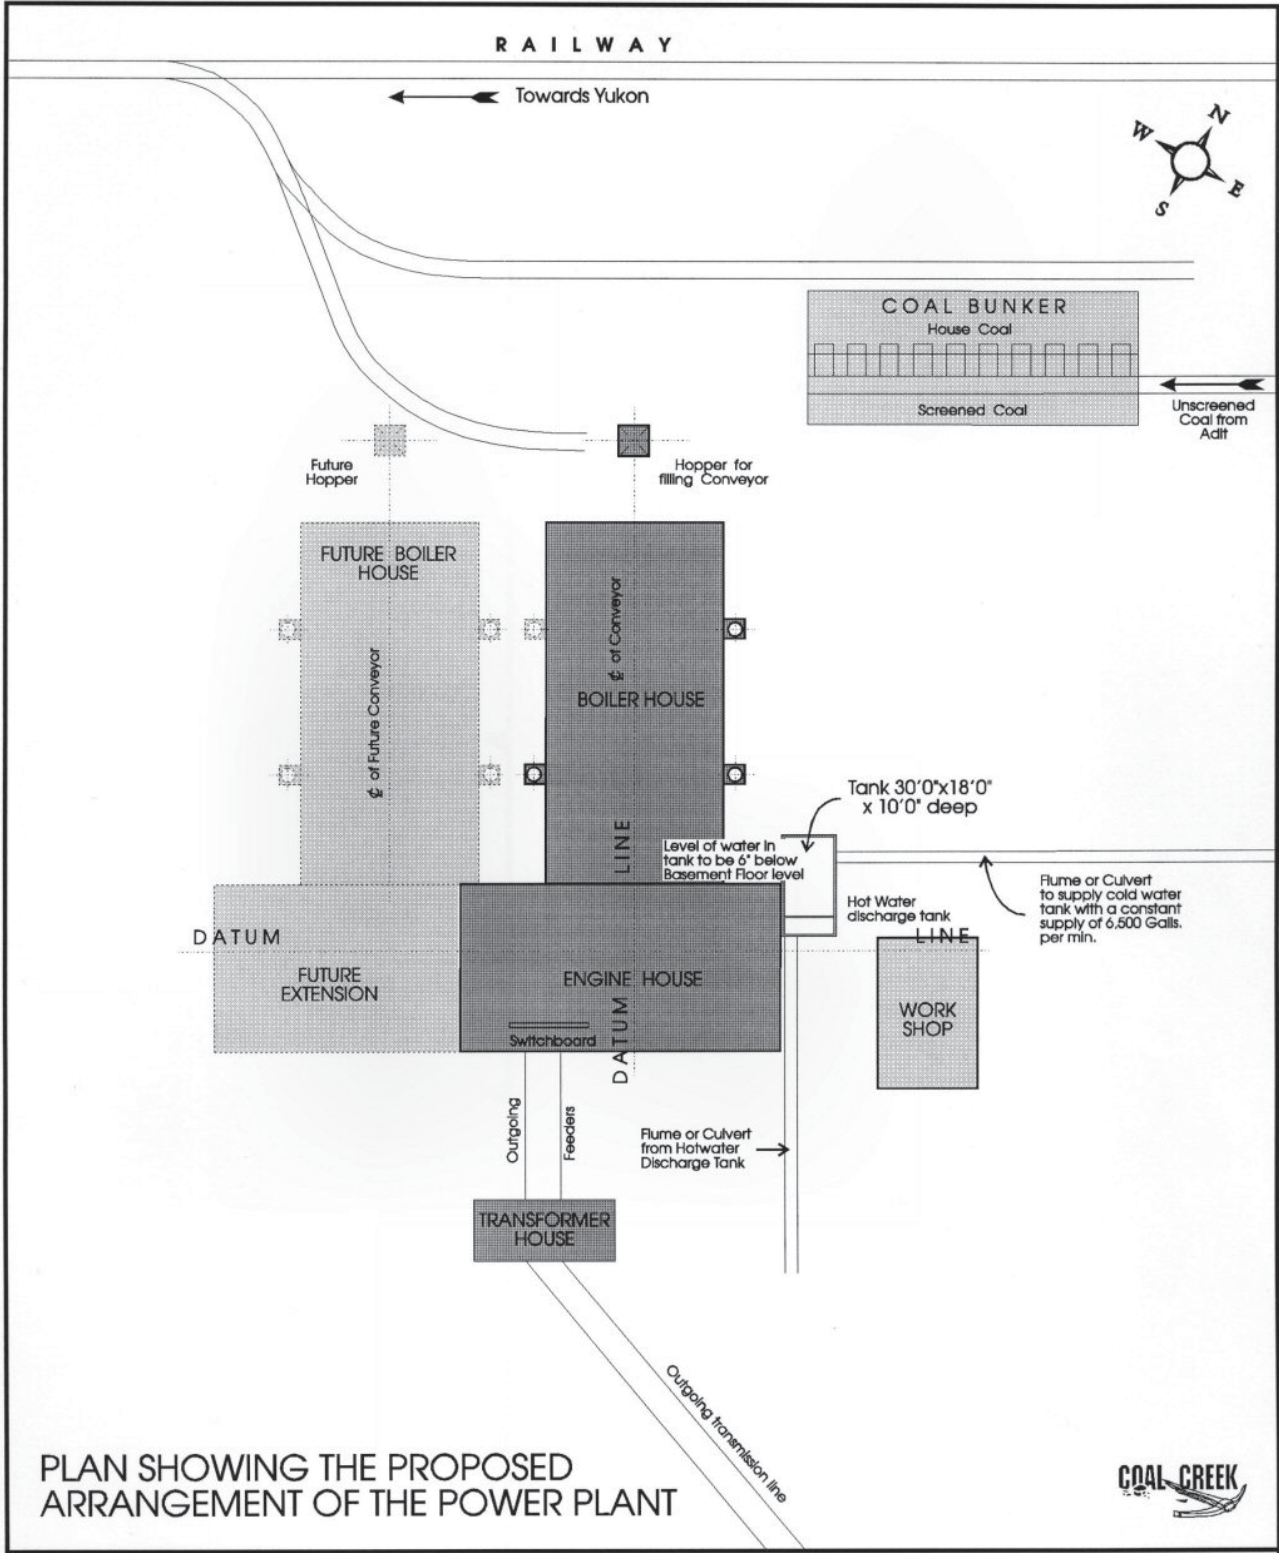 RAILWAY
Towards Yukon
N
W
E
S
COAL BUNKER
House Coal
Screened Coal
Unscreened
Coal from
Adit
Future
Hopper
Hopper for
filling Conveyor
FUTURE BOILER
HOUSE
℄ of Future Conveyor
℄ of Conveyor
BOILER HOUSE
Tank 30'0"x18'0"
x 10'0" deep
Level of water in
tank to be 6" below
Basement Floor level
Flume or Culvert
to supply cold water
tank with a constant
supply of 6,500 Galls.
per min.
Hot Water
discharge tank
DATUM LINE
DATUM LINE
FUTURE
EXTENSION
ENGINE HOUSE
Switchboard
WORK
SHOP
Outgoing Feeders
Flume or Culvert
from Hotwater
Discharge Tank
TRANSFORMER
HOUSE
Outgoing transmission line
PLAN SHOWING THE PROPOSED
ARRANGEMENT OF THE POWER PLANT
COAL CREEK